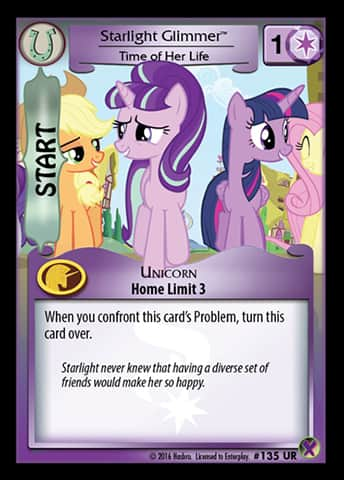 Starlight Glimmer™
Time of Her Life
1
START
Unicorn
Home Limit 3
When you confront this card's Problem, turn this
card over.
Starlight never knew that having a diverse set of
friends would make her so happy.
© 2016 Hasbro. Licensed to Enterplay. #135 UR